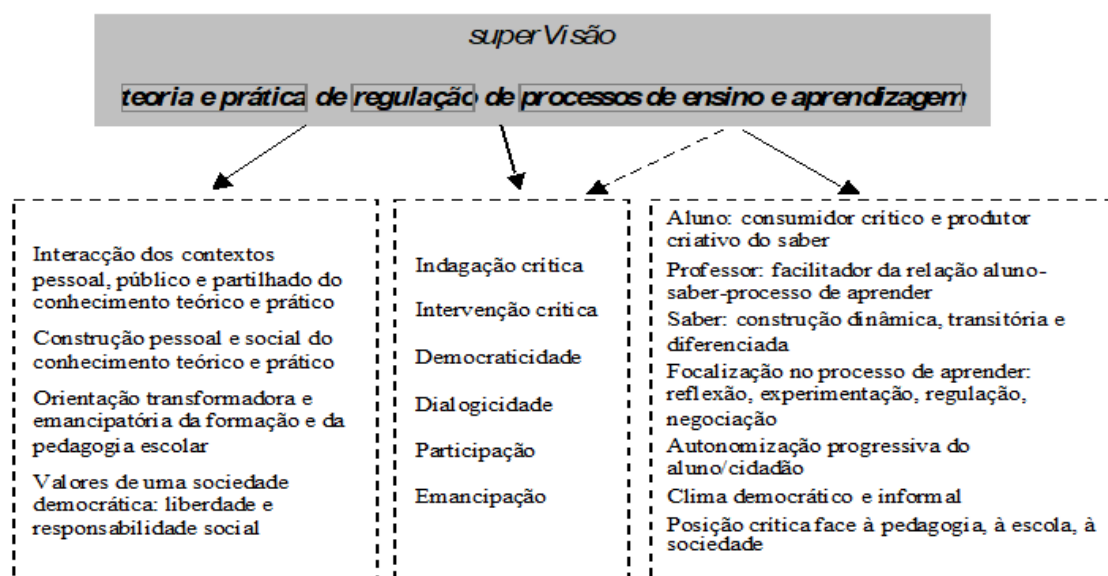 superVisão
teoria e prática de regulação de processos de ensino e aprendizagem
Interacção dos contextos
pessoal, público e partilhado do
conhecimento teórico e prático
Construção pessoal e social do
conhecimento teórico e prático
Orientação transformadora e
emancipatória da formação e da
pedagogia escolar
Valores de uma sociedade
democrática: liberdade e
responsabilidade social
Indagação crítica
Intervenção crítica
Democraticidade
Dialogicidade
Participação
Emancipação
Aluno: consumidor crítico e produtor
criativo do saber
Professor: facilitador da relação aluno-
saber-processo de aprender
Saber: construção dinâmica, transitória e
diferenciada
Focalização no processo de aprender:
reflexão, experimentação, regulação,
negociação
Autonomização progressiva do
aluno/cidadão
Clima democrático e informal
Posição crítica face à pedagogia, à escola, à
sociedade